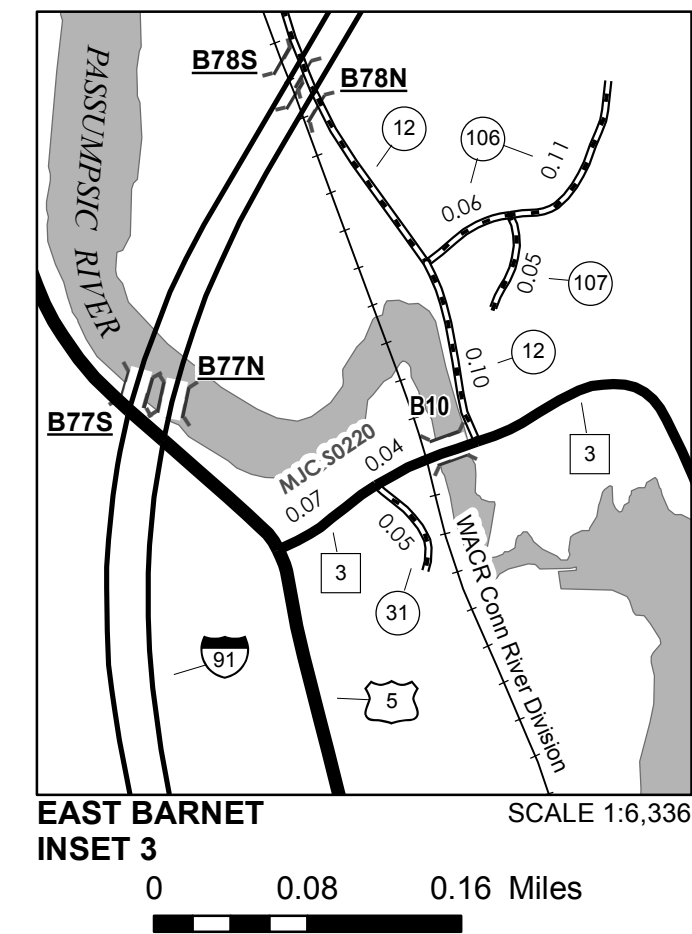 B78S
B78N
PASSUMPSIC RIVER
12
106
0.11
0.06
0.05
107
B77N
B77S
12
0.10
B10
MJC S0220
0.04
0.07
3
3
0.05
31
WACR Conn River Division
91
5
EAST BARNET
SCALE 1:6,336
INSET 3
0 0.08 0.16 Miles